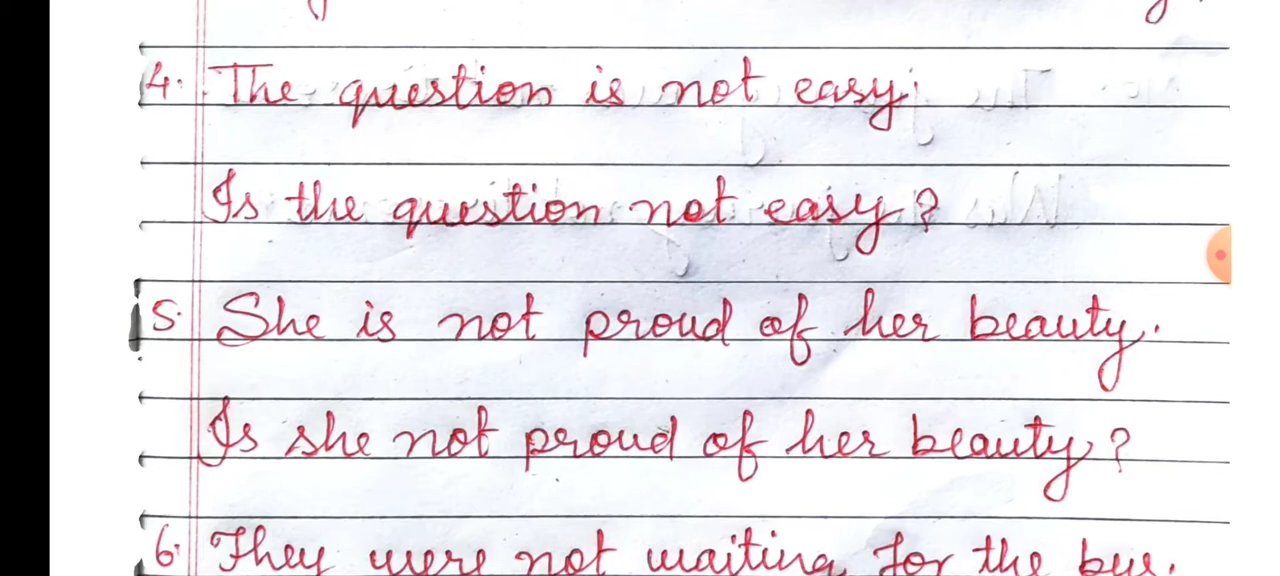 4. The question is not easy.
Is the question not easy?
5. She is not proud of her beauty.
Is she not proud of her beauty?
6. They were not waiting for the bus.